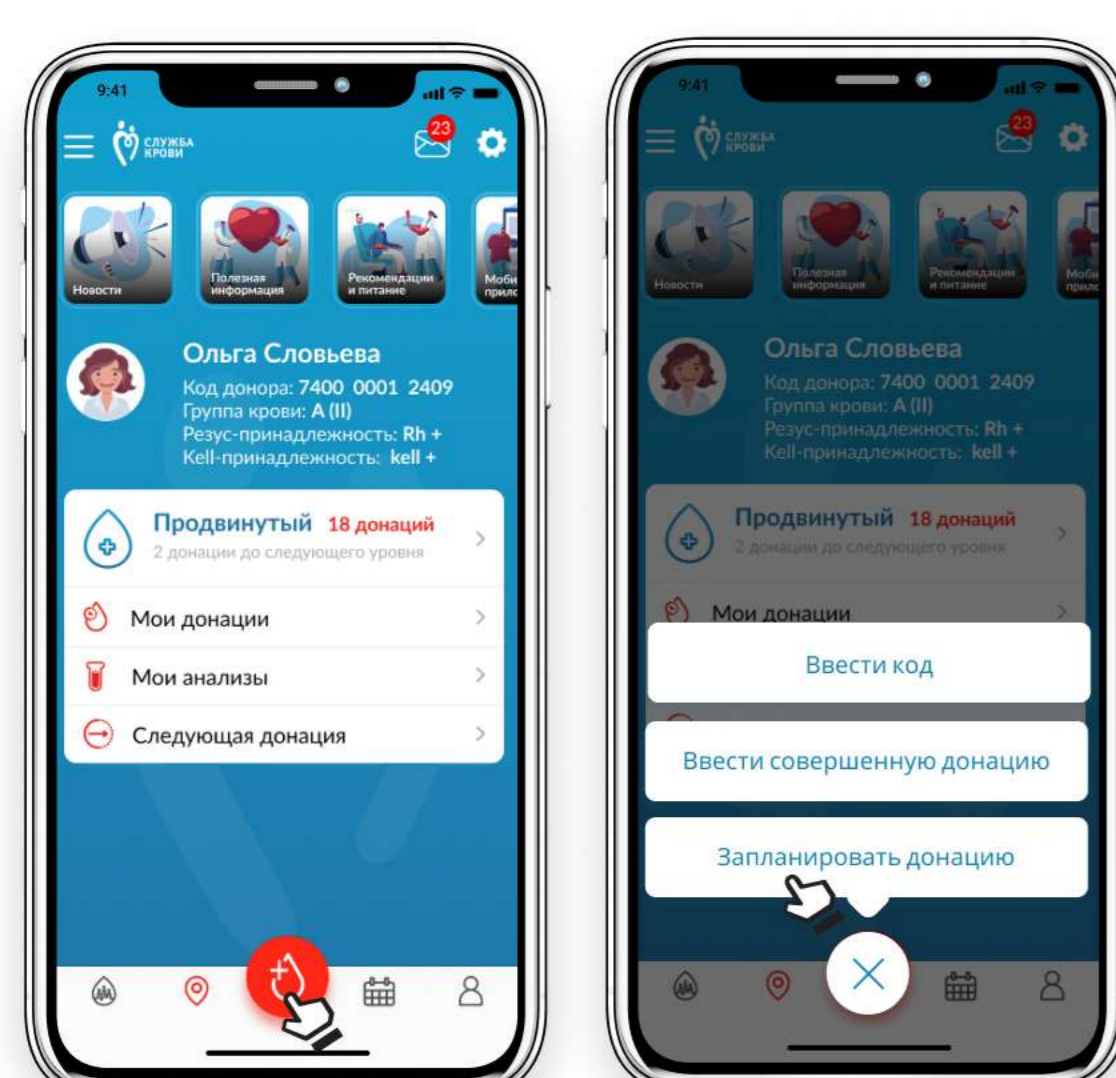 9:41
СЛУЖБА
КРОВИ
23
Новости
Полезная
информация
Рекомендации
и питание
Моби
прило
Ольга Словьева
Код донора: 7400 0001 2409
Группа крови: A (II)
Резус-принадлежность: Rh +
Kell-принадлежность: kell +
Продвинутый 18 донаций
2 донации до следующего уровня
Мои донации
Мои анализы
Следующая донация
9:41
СЛУЖБА
КРОВИ
23
Новости
Полезная
информация
Рекомендации
и питание
Моби
прило
Ольга Словьева
Код донора: 7400 0001 2409
Группа крови: A (II)
Резус-принадлежность: Rh +
Kell-принадлежность: kell +
Продвинутый 18 донаций
2 донации до следующего уровня
Мои донации
Ввести код
Ввести совершенную донацию
Запланировать донацию